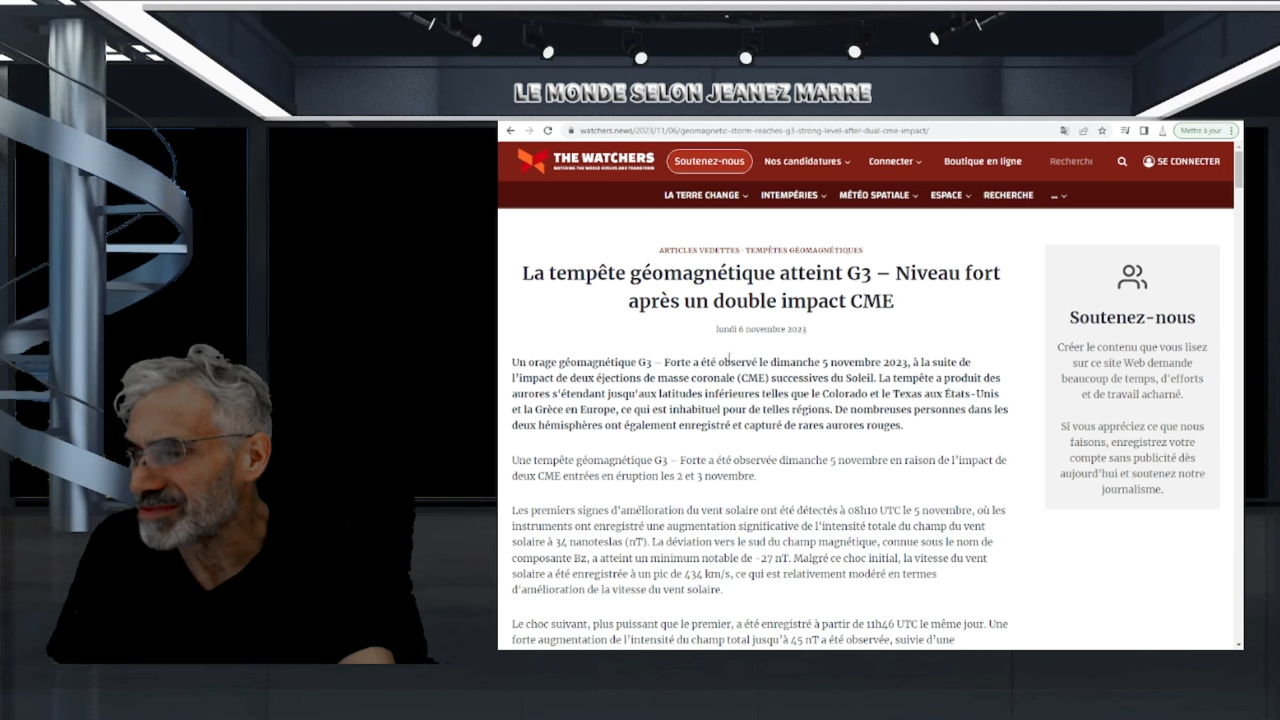 LE MONDE SELON JEANEZ MARRE
watchers.news/2023/11/06/geomagnetic-storm-reaches-g3-strong-level-after-dual-cme-impact/
Mettre à jour
THE WATCHERS
WATCHING THE WORLD EVOLVE AND TRANSFORM
Soutenez-nous
Nos candidatures
Connecter
Boutique en ligne
Recherch
SE CONNECTER
LA TERRE CHANGE
INTEMPÉRIES
MÉTÉO SPATIALE
ESPACE
RECHERCHE
...
ARTICLES VEDETTES · TEMPÊTES GÉOMAGNÉTIQUES
La tempête géomagnétique atteint G3 – Niveau fort
après un double impact CME
lundi 6 novembre 2023
Un orage géomagnétique G3 – Forte a été observé le dimanche 5 novembre 2023, à la suite de
l'impact de deux éjections de masse coronale (CME) successives du Soleil. La tempête a produit des
aurores s'étendant jusqu'aux latitudes inférieures telles que le Colorado et le Texas aux États-Unis
et la Grèce en Europe, ce qui est inhabituel pour de telles régions. De nombreuses personnes dans les
deux hémisphères ont également enregistré et capturé de rares aurores rouges.
Une tempête géomagnétique G3 – Forte a été observée dimanche 5 novembre en raison de l'impact de
deux CME entrées en éruption les 2 et 3 novembre.
Les premiers signes d'amélioration du vent solaire ont été détectés à 08h10 UTC le 5 novembre, où les
instruments ont enregistré une augmentation significative de l'intensité totale du champ du vent
solaire à 34 nanoteslas (nT). La déviation vers le sud du champ magnétique, connue sous le nom de
composante Bz, a atteint un minimum notable de -27 nT. Malgré ce choc initial, la vitesse du vent
solaire a été enregistrée à un pic de 434 km/s, ce qui est relativement modéré en termes
d'amélioration de la vitesse du vent solaire.
Le choc suivant, plus puissant que le premier, a été enregistré à partir de 11h46 UTC le même jour. Une
forte augmentation de l'intensité du champ total jusqu'à 45 nT a été observée, suivie d'une
Soutenez-nous
Créer le contenu que vous lisez
sur ce site Web demande
beaucoup de temps, d'efforts
et de travail acharné.
Si vous appréciez ce que nous
faisons, enregistrez votre
compte sans publicité dès
aujourd'hui et soutenez notre
journalisme.